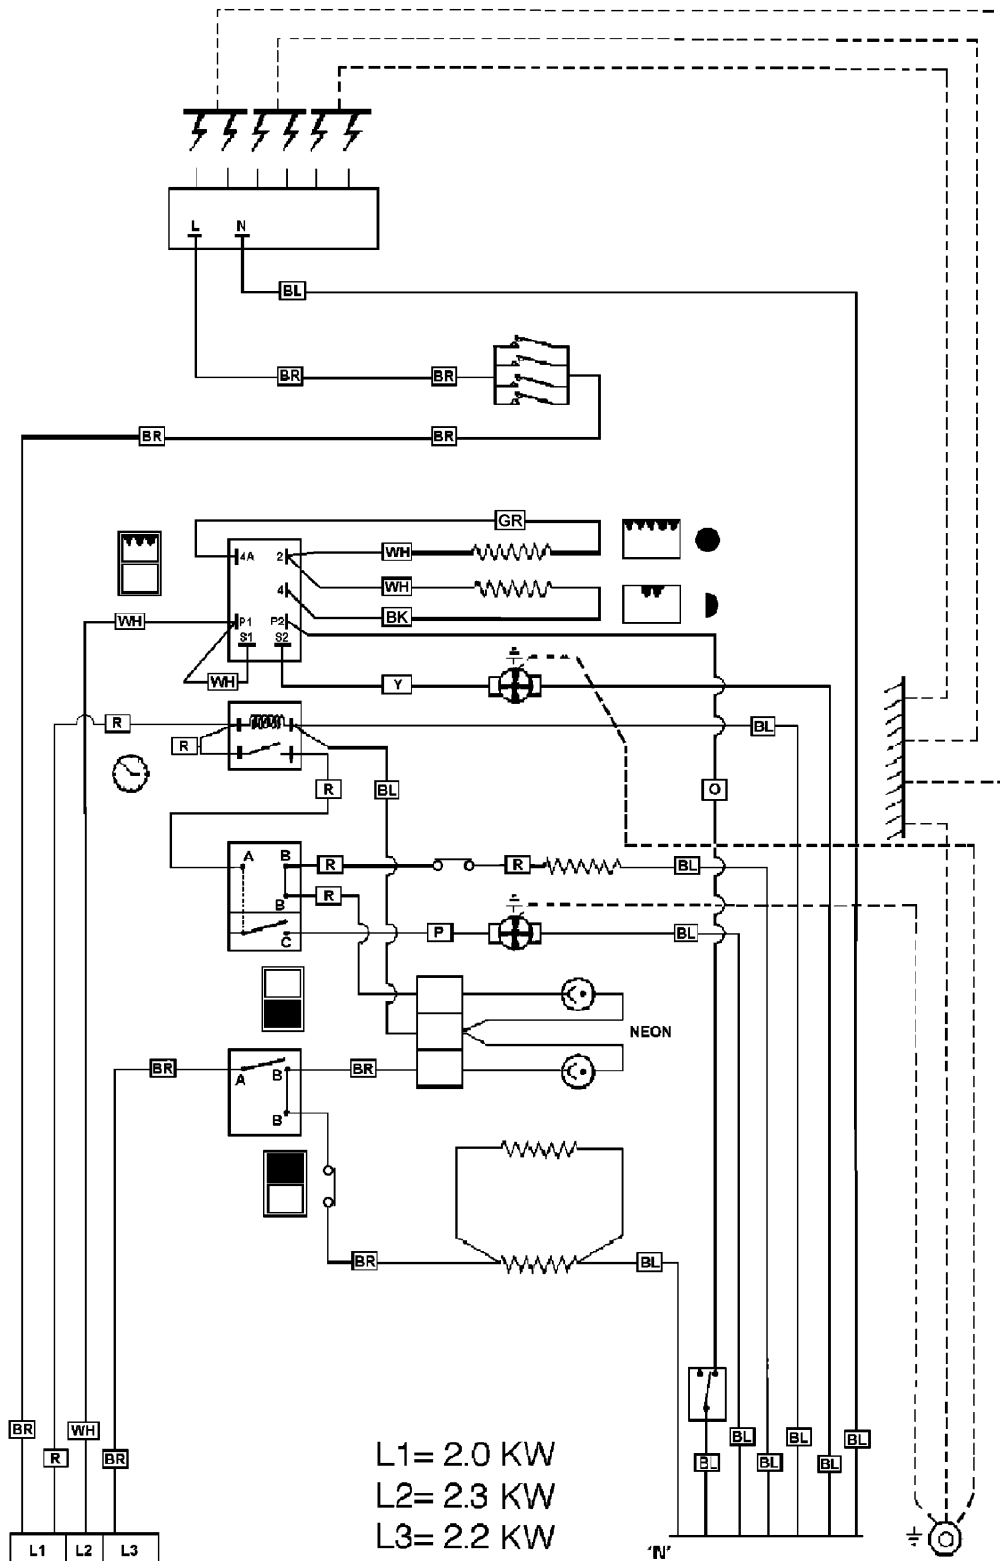 L N
BL
BR BR
BR BR
GR
4A 2 WH
4 WH
BK
WH P1 P2
S1 S2
WH Y
R BL
R
R BL O
A B R R BL
R
B
C P BL
NEON
BR A B BR
B
BR BL
BR WH BL BL BL
R BR BL BL BL
L1= 2.0 KW
L2= 2.3 KW
L3= 2.2 KW
L1 L2 L3 'N'